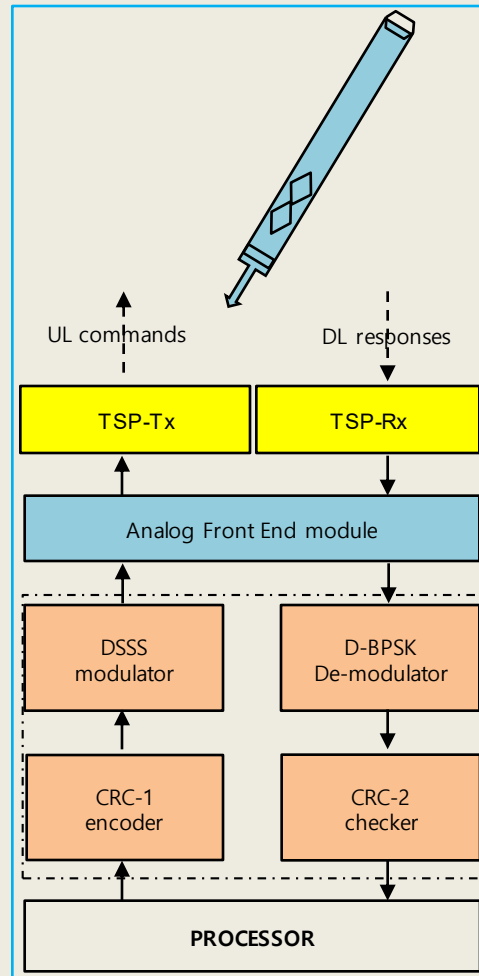 UL commands
DL responses
TSP-Tx
TSP-Rx
Analog Front End module
DSSS
modulator
D-BPSK
De-modulator
CRC-1
encoder
CRC-2
checker
PROCESSOR